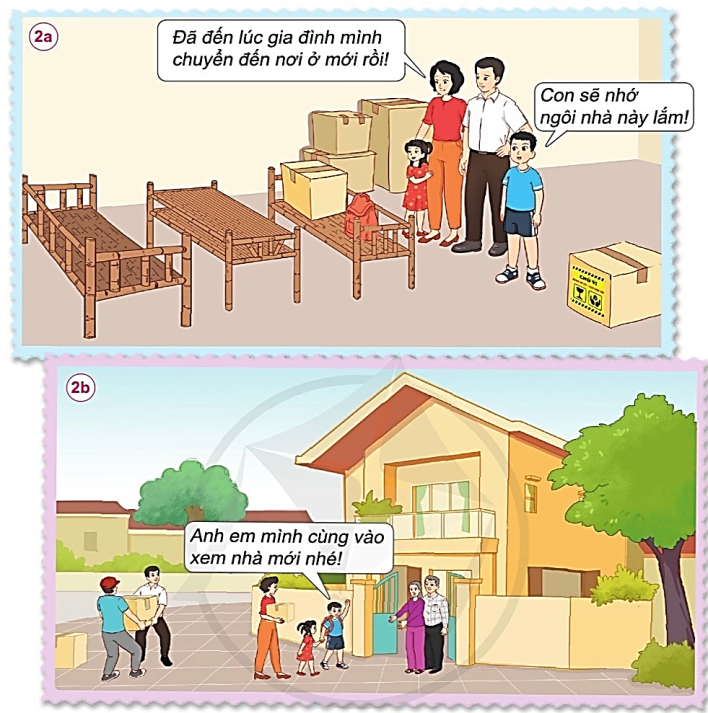 2a
Đã đến lúc gia đình mình
chuyển đến nơi ở mới rồi!
Con sẽ nhớ
ngôi nhà này lắm!
CHÚ Ý!
2b
Anh em mình cùng vào
xem nhà mới nhé!